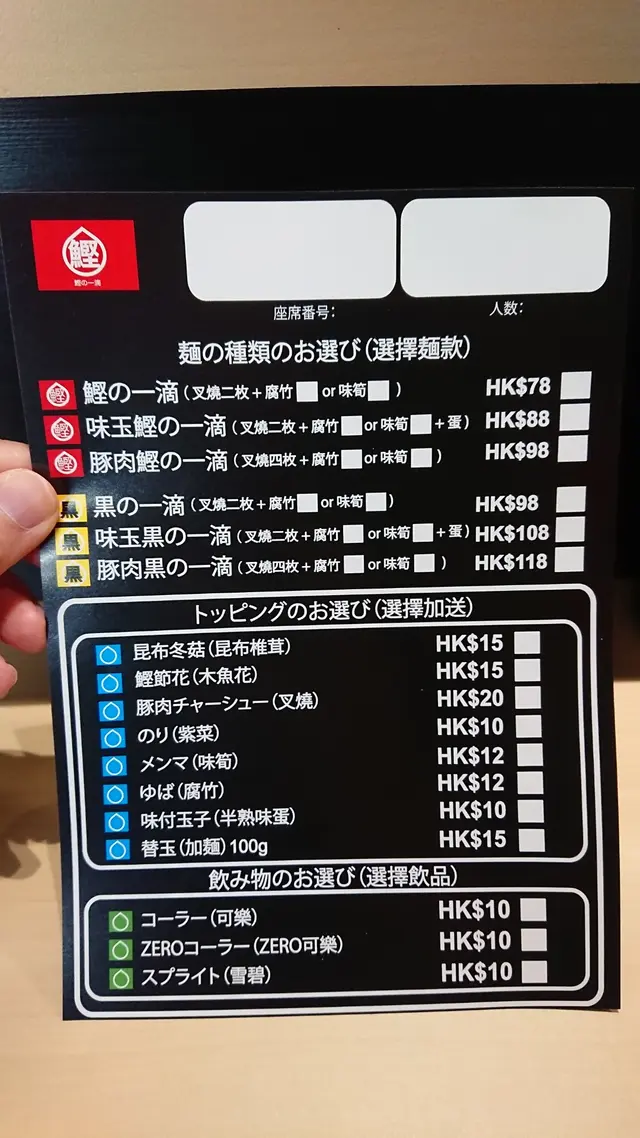 鰹
鰹の一滴
座席番号：
人数：
麺の種類のお選び（選擇麺款）
鰹 鰹の一滴（叉燒二枚＋腐竹 or 味筍 ） HK$78
鰹 味玉鰹の一滴（叉燒二枚＋腐竹 or 味筍 ＋蛋） HK$88
鰹 豚肉鰹の一滴（叉燒四枚＋腐竹 or 味筍 ） HK$98
黒 黒の一滴（叉燒二枚＋腐竹 or 味筍 ） HK$98
黒 味玉黒の一滴（叉燒二枚＋腐竹 or 味筍 ＋蛋） HK$108
黒 豚肉黒の一滴（叉燒四枚＋腐竹 or 味筍 ） HK$118
トッピングのお選び（選擇加送）
昆布冬菇（昆布椎茸） HK$15
鰹節花（木魚花） HK$15
豚肉チャーシュー（叉燒） HK$20
のり（紫菜） HK$10
メンマ（味筍） HK$12
ゆば（腐竹） HK$12
味付玉子（半熟味蛋） HK$10
替玉（加麺）100g HK$15
飲み物のお選び（選擇飲品）
コーラー（可樂） HK$10
ZEROコーラー（ZERO可樂） HK$10
スプライト（雪碧） HK$10